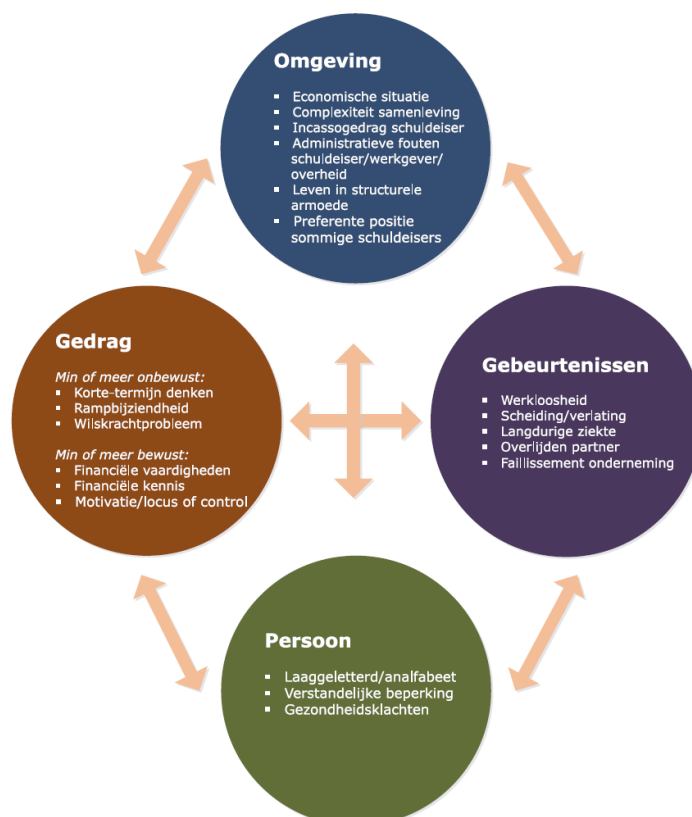 Omgeving
▪ Economische situatie
▪ Complexiteit samenleving
▪ Incassogedrag schuldeiser
▪ Administratieve fouten
schuldeiser/werkgever/
overheid
▪ Leven in structurele
armoede
▪ Preferente positie
sommige schuldeisers
Gedrag
Min of meer onbewust:
▪ Korte-termijn denken
▪ Rampbijziendheid
▪ Wilskrachtprobleem
Min of meer bewust:
▪ Financiële vaardigheden
▪ Financiële kennis
▪ Motivatie/locus of control
Gebeurtenissen
▪ Werkloosheid
▪ Scheiding/verlating
▪ Langdurige ziekte
▪ Overlijden partner
▪ Faillissement onderneming
Persoon
▪ Laaggeletterd/analfabeet
▪ Verstandelijke beperking
▪ Gezondheidsklachten